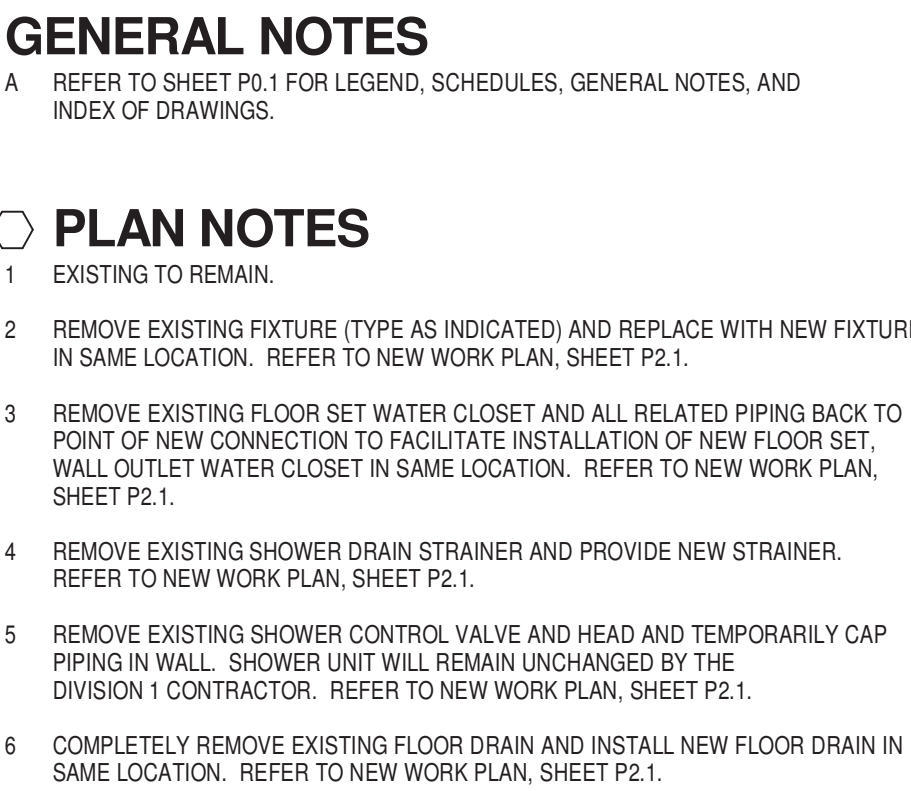 GENERAL NOTES
A REFER TO SHEET P0.1 FOR LEGEND, SCHEDULES, GENERAL NOTES, AND
INDEX OF DRAWINGS.
PLAN NOTES
1 EXISTING TO REMAIN.
2 REMOVE EXISTING FIXTURE (TYPE AS INDICATED) AND REPLACE WITH NEW FIXTURE
IN SAME LOCATION. REFER TO NEW WORK PLAN, SHEET P2.1.
3 REMOVE EXISTING FLOOR SET WATER CLOSET AND ALL RELATED PIPING BACK TO
POINT OF NEW CONNECTION TO FACILITATE INSTALLATION OF NEW FLOOR SET,
WALL OUTLET WATER CLOSET IN SAME LOCATION. REFER TO NEW WORK PLAN,
SHEET P2.1.
4 REMOVE EXISTING SHOWER DRAIN STRAINER AND PROVIDE NEW STRAINER.
REFER TO NEW WORK PLAN, SHEET P2.1.
5 REMOVE EXISTING SHOWER CONTROL VALVE AND HEAD AND TEMPORARILY CAP
PIPING IN WALL. SHOWER UNIT WILL REMAIN UNCHANGED BY THE
DIVISION 1 CONTRACTOR. REFER TO NEW WORK PLAN, SHEET P2.1.
6 COMPLETELY REMOVE EXISTING FLOOR DRAIN AND INSTALL NEW FLOOR DRAIN IN
SAME LOCATION. REFER TO NEW WORK PLAN, SHEET P2.1.